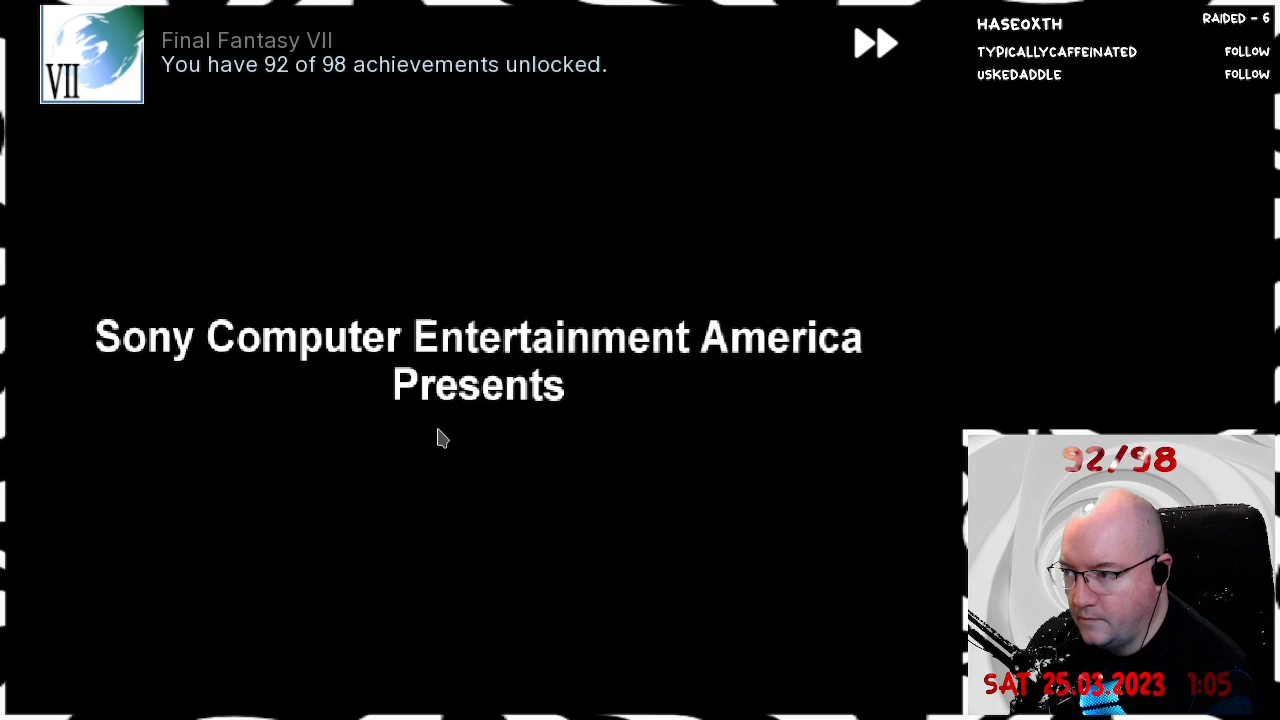 Final Fantasy VII
You have 92 of 98 achievements unlocked.
VII
HASEOXTH RAIDED - 6
TYPICALLYCAFFEINATED FOLLOW
USKEDADDLE FOLLOW
Sony Computer Entertainment America
Presents
92/98
SAT 25.03.2023 1:05